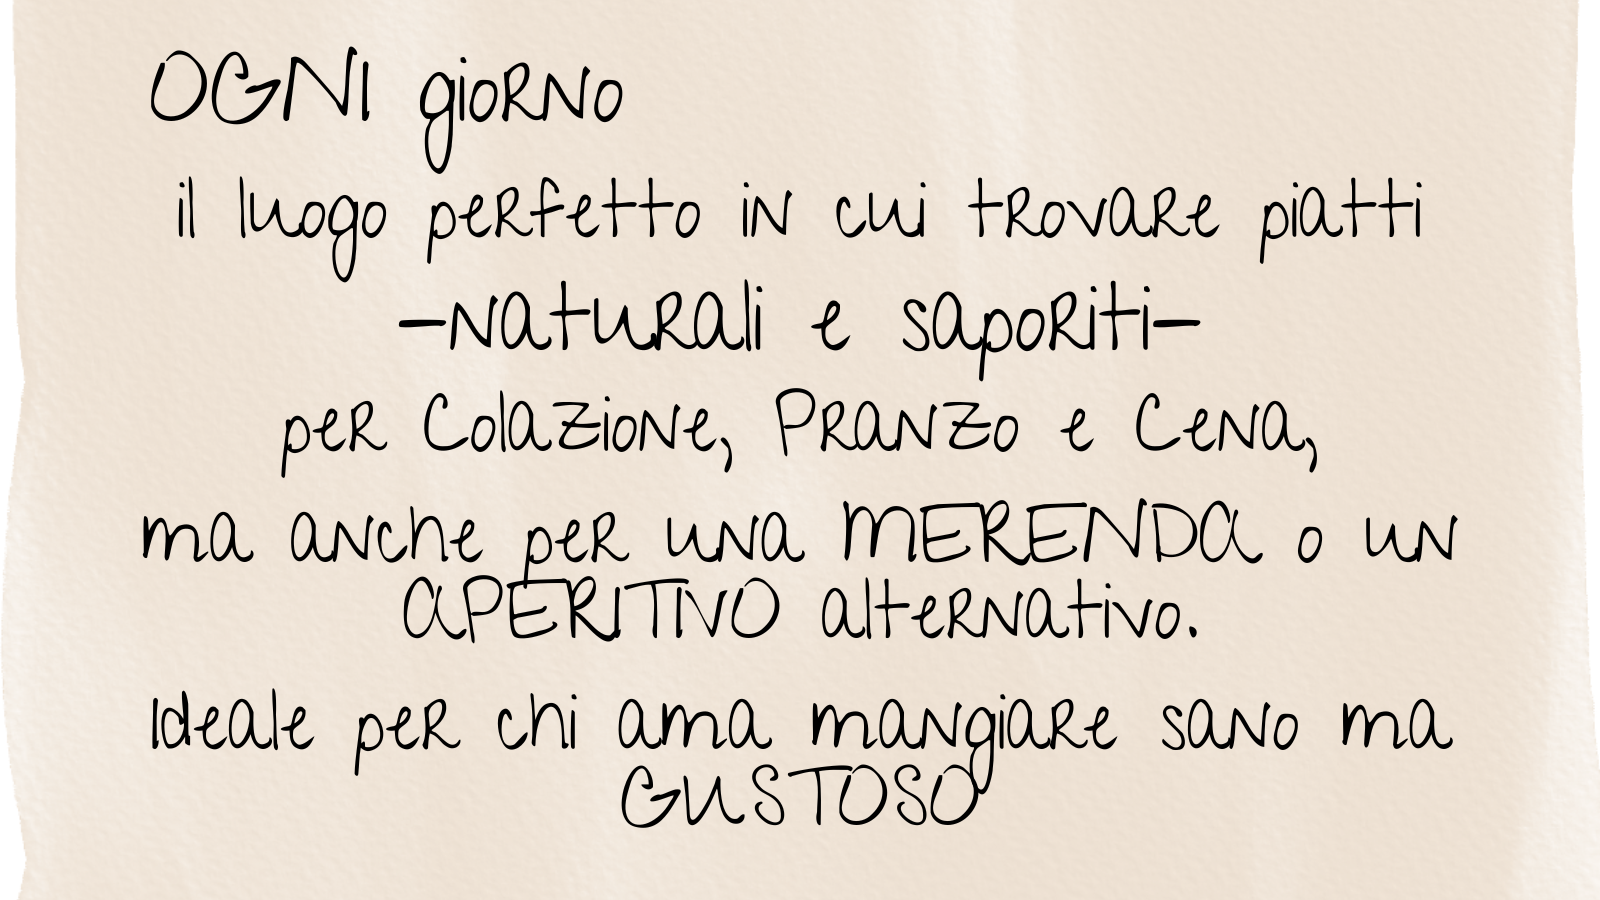 OGNI giorno
il luogo perfetto in cui trovare piatti
-naturali e saporiti-
per Colazione, Pranzo e Cena,
ma anche per una MERENDA o un
APERITIVO alternativo.
Ideale per chi ama mangiare sano ma
GUSTOSO